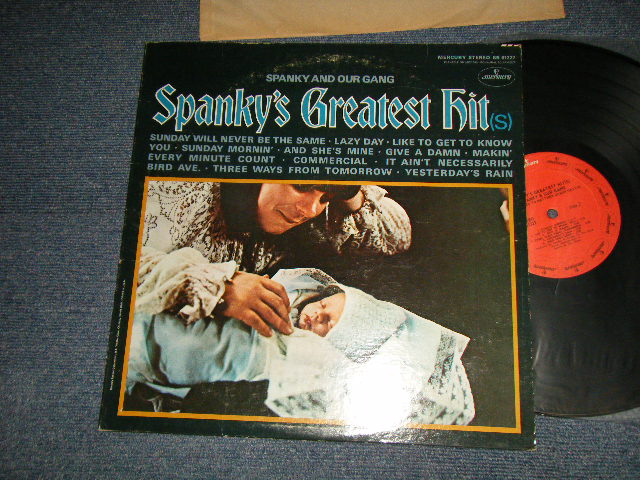 MERCURY STEREO SR 61227
mercury
SPANKY AND OUR GANG
Spanky's Greatest Hit(s)
SUNDAY WILL NEVER BE THE SAME · LAZY DAY · LIKE TO GET TO KNOW
YOU · SUNDAY MORNIN' · AND SHE'S MINE · GIVE A DAMN · MAKIN'
EVERY MINUTE COUNT · COMMERCIAL · IT AIN'T NECESSARILY
BIRD AVE. · THREE WAYS FROM TOMORROW · YESTERDAY'S RAIN